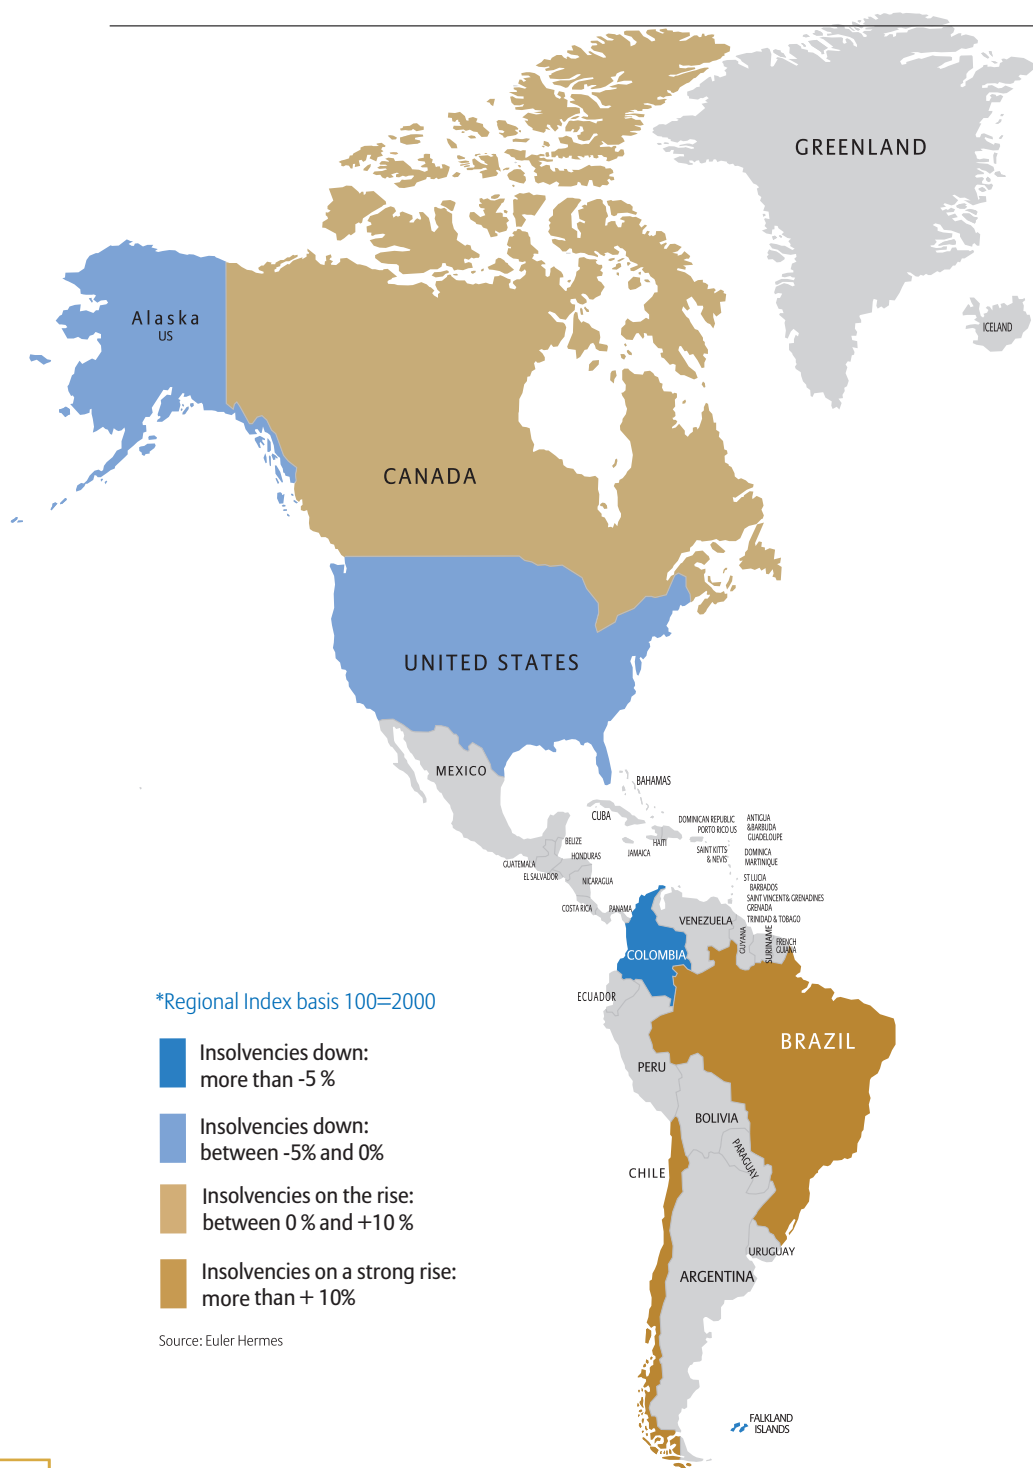 GREENLAND
ICELAND
Alaska
US
CANADA
UNITED STATES
MEXICO
BAHAMAS
CUBA
DOMINICAN REPUBLIC
PORTO RICO US
ANTIGUA
&BARBUDA
GUADELOUPE
BELIZE
HAITI
JAMAICA
SAINT KITTS
& NEVIS
DOMINICA
MARTINIQUE
HONDURAS
GUATEMALA
EL SALVADOR
NICARAGUA
ST LUCIA
BARBADOS
SAINT VINCENT& GRENADINES
GRENADA
TRINIDAD & TOBAGO
COSTA RICA
PANAMA
VENEZUELA
GUYANA
SURINAME
FRENCH
GUIANA
COLOMBIA
ECUADOR
BRAZIL
PERU
BOLIVIA
PARAGUAY
CHILE
URUGUAY
ARGENTINA
FALKLAND
ISLANDS
*Regional Index basis 100=2000
Insolvencies down:
more than -5 %
Insolvencies down:
between -5% and 0%
Insolvencies on the rise:
between 0 % and +10 %
Insolvencies on a strong rise:
more than + 10%
Source: Euler Hermes